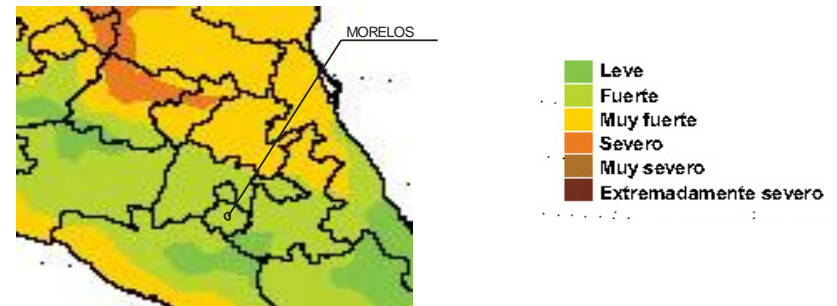 MORELOS
Leve
Fuerte
Muy fuerte
Severo
Muy severo
Extremadamente severo